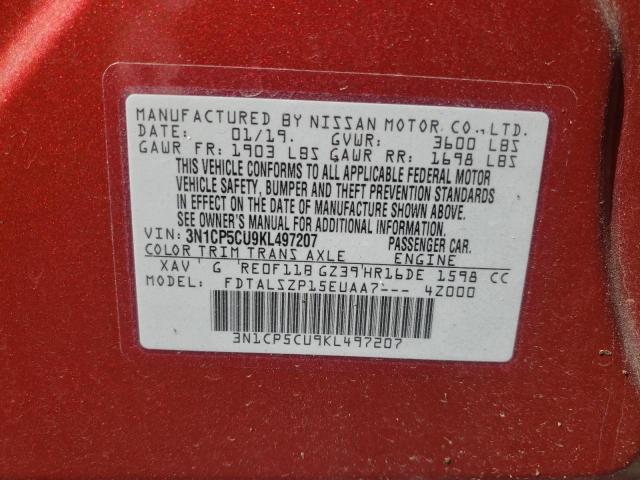 MANUFACTURED BY NISSAN MOTOR CO., LTD.
DATE: 01/19. GVWR: 3600 LBS
GAWR FR: 1903 LBS GAWR RR: 1698 LBS
THIS VEHICLE CONFORMS TO ALL APPLICABLE FEDERAL MOTOR
VEHICLE SAFETY, BUMPER AND THEFT PREVENTION STANDARDS
IN EFFECT ON THE DATE OF MANUFACTURE SHOWN ABOVE.
SEE OWNER'S MANUAL FOR ADDITIONAL INFORMATION.
VIN: 3N1CP5CU9KL497207 PASSENGER CAR.
COLOR TRIM TRANS AXLE ENGINE
XAV G RE0F11B GZ39 HR16DE 1598 CC
MODEL: FDTALSZP15EUAA7--- 4Z000
3N1CP5CU9KL497207